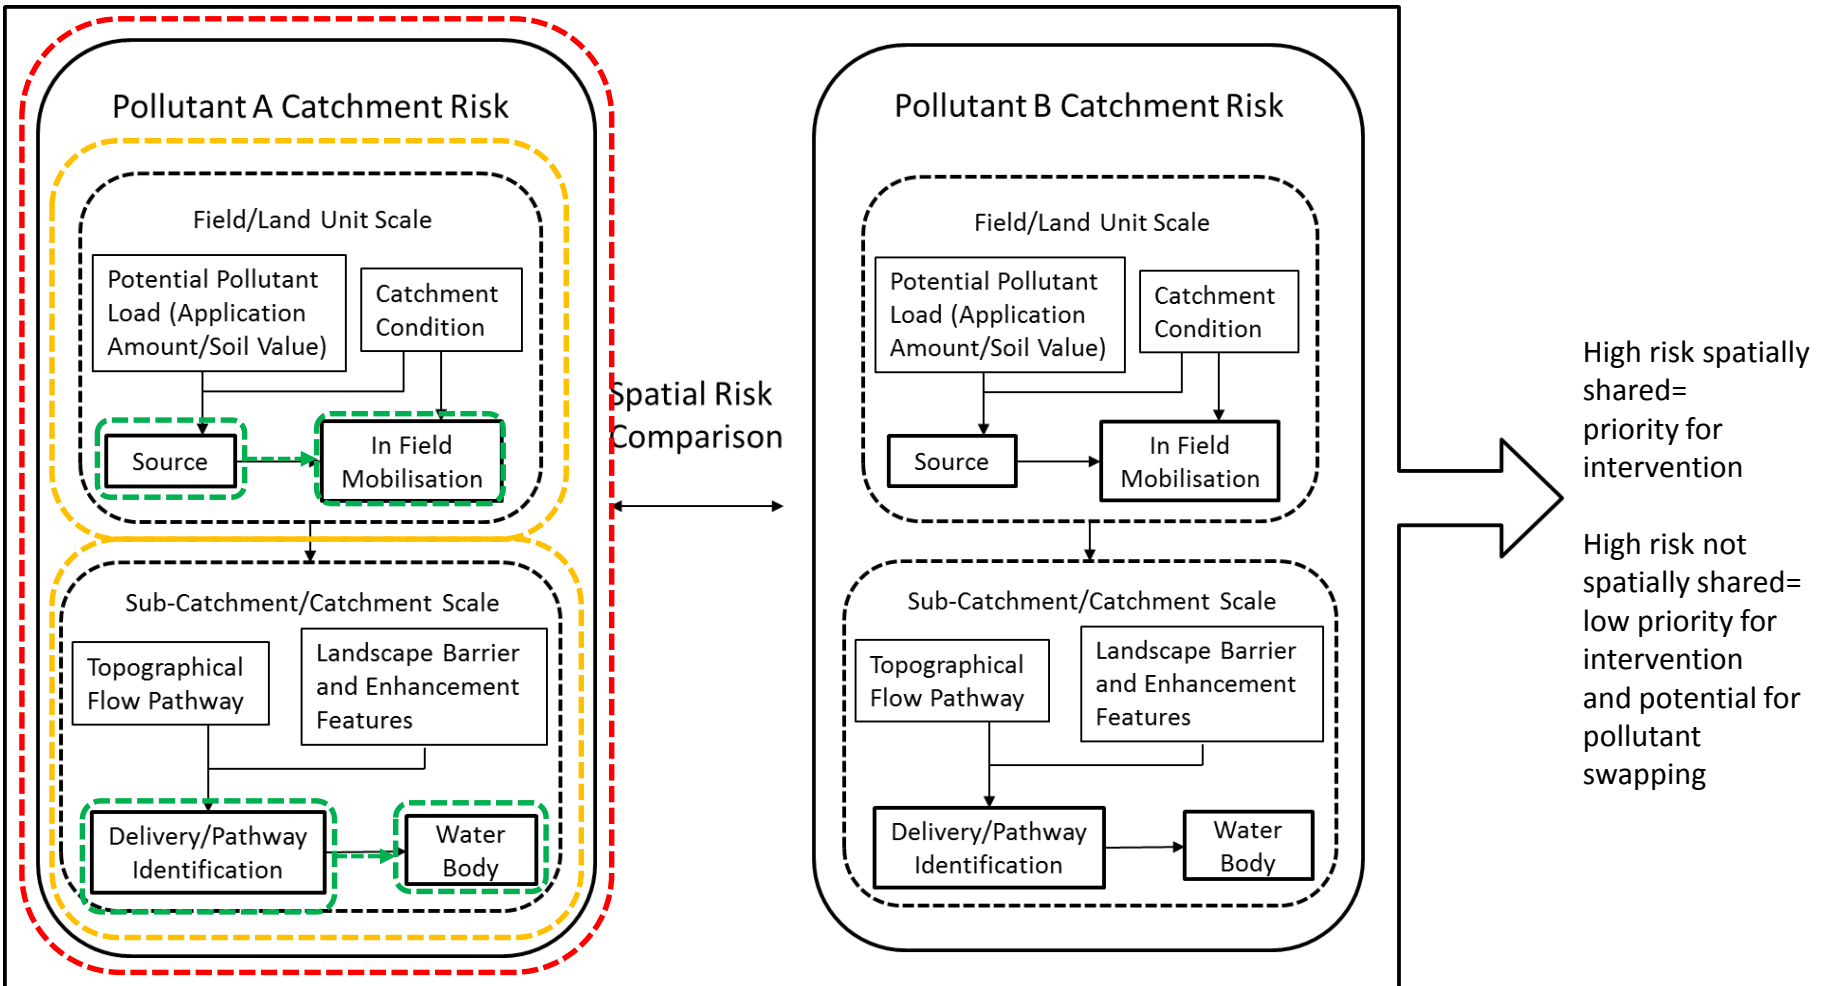 Pollutant A Catchment Risk
Field/Land Unit Scale
Potential Pollutant
Load (Application
Amount/Soil Value)
Catchment
Condition
Source
In Field
Mobilisation
Sub-Catchment/Catchment Scale
Topographical
Flow Pathway
Landscape Barrier
and Enhancement
Features
Delivery/Pathway
Identification
Water
Body
Spatial Risk
Comparison
Pollutant B Catchment Risk
Field/Land Unit Scale
Potential Pollutant
Load (Application
Amount/Soil Value)
Catchment
Condition
Source
In Field
Mobilisation
Sub-Catchment/Catchment Scale
Topographical
Flow Pathway
Landscape Barrier
and Enhancement
Features
Delivery/Pathway
Identification
Water
Body
High risk spatially
shared=
priority for
intervention
High risk not
spatially shared=
low priority for
intervention
and potential for
pollutant
swapping